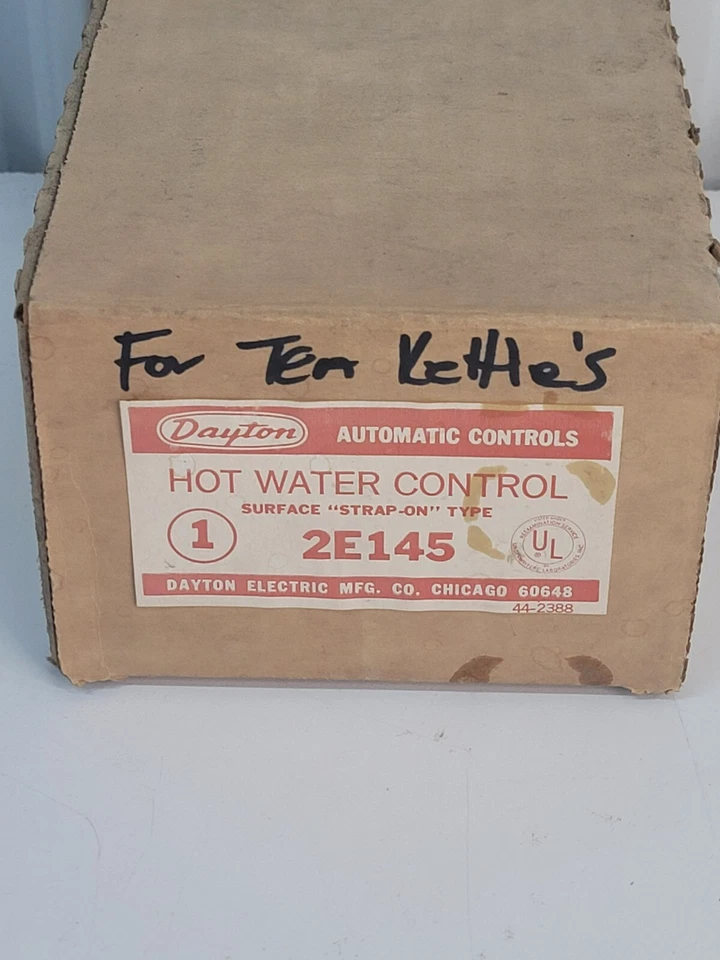 For Tea Kettle's
Dayton AUTOMATIC CONTROLS
HOT WATER CONTROL
SURFACE "STRAP-ON" TYPE
1 2E145 UL
DAYTON ELECTRIC MFG. CO. CHICAGO 60648
44-2388